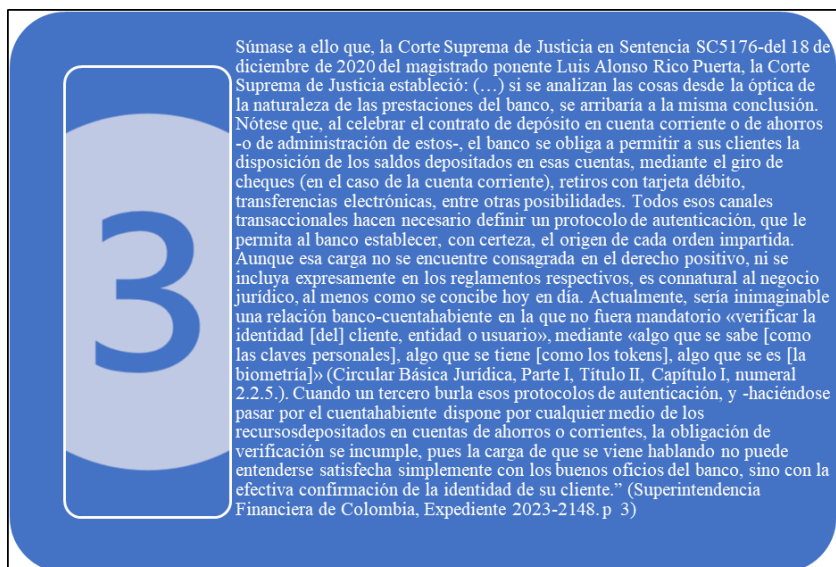 Súmase a ello que, la Corte Suprema de Justicia en Sentencia SC5176-del 18 de
diciembre de 2020 del magistrado ponente Luis Alonso Rico Puerta, la Corte
Suprema de Justicia estableció: (…) si se analizan las cosas desde la óptica
de la naturaleza de las prestaciones del banco, se arribaría a la misma conclusión.
Nótese que, al celebrar el contrato de depósito en cuenta corriente o de ahorros
-o de administración de estos-, el banco se obliga a permitir a sus clientes la
disposición de los saldos depositados en esas cuentas, mediante el giro de
cheques (en el caso de la cuenta corriente), retiros con tarjeta débito,
transferencias electrónicas, entre otras posibilidades. Todos esos canales
transaccionales hacen necesario definir un protocolo de autenticación, que le
permita al banco establecer, con certeza, el origen de cada orden impartida.
Aunque esa carga no se encuentre consagrada en el derecho positivo, ni se
incluya expresamente en los reglamentos respectivos, es connatural al negocio
jurídico, al menos como se concibe hoy en día. Actualmente, sería inimaginable
una relación banco-cuentahabiente en la que no fuera mandatorio «verificar la
identidad [del] cliente, entidad o usuario», mediante «algo que se sabe [como
las claves personales], algo que se tiene [como los tokens], algo que se es [la
biometría]» (Circular Básica Jurídica, Parte I, Título II, Capítulo I, numeral
2.2.5.). Cuando un tercero burla esos protocolos de autenticación, y -haciéndose
pasar por el cuentahabiente dispone por cualquier medio de los
recursosdepositados en cuentas de ahorros o corrientes, la obligación de
verificación se incumple, pues la carga de que se viene hablando no puede
entenderse satisfecha simplemente con los buenos oficios del banco, sino con la
efectiva confirmación de la identidad de su cliente.” (Superintendencia
Financiera de Colombia, Expediente 2023-2148. p 3)
3